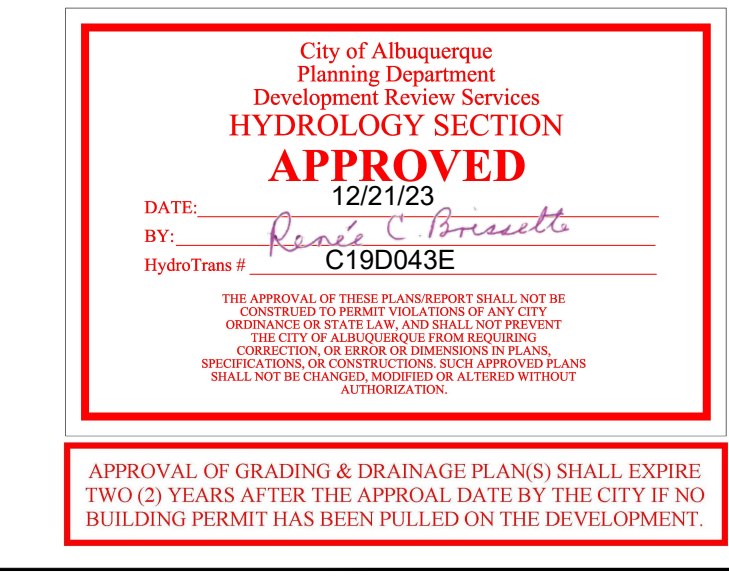 City of Albuquerque
Planning Department
Development Review Services
HYDROLOGY SECTION
APPROVED
DATE: 12/21/23
BY: Renée C. Brissette
HydroTrans # C19D043E
THE APPROVAL OF THESE PLANS/REPORT SHALL NOT BE
CONSTRUED TO PERMIT VIOLATIONS OF ANY CITY
ORDINANCE OR STATE LAW, AND SHALL NOT PREVENT
THE CITY OF ALBUQUERQUE FROM REQUIRING
CORRECTION, OR ERROR OR DIMENSIONS IN PLANS,
SPECIFICATIONS, OR CONSTRUCTIONS. SUCH APPROVED PLANS
SHALL NOT BE CHANGED, MODIFIED OR ALTERED WITHOUT
AUTHORIZATION.
APPROVAL OF GRADING & DRAINAGE PLAN(S) SHALL EXPIRE
TWO (2) YEARS AFTER THE APPROAL DATE BY THE CITY IF NO
BUILDING PERMIT HAS BEEN PULLED ON THE DEVELOPMENT.